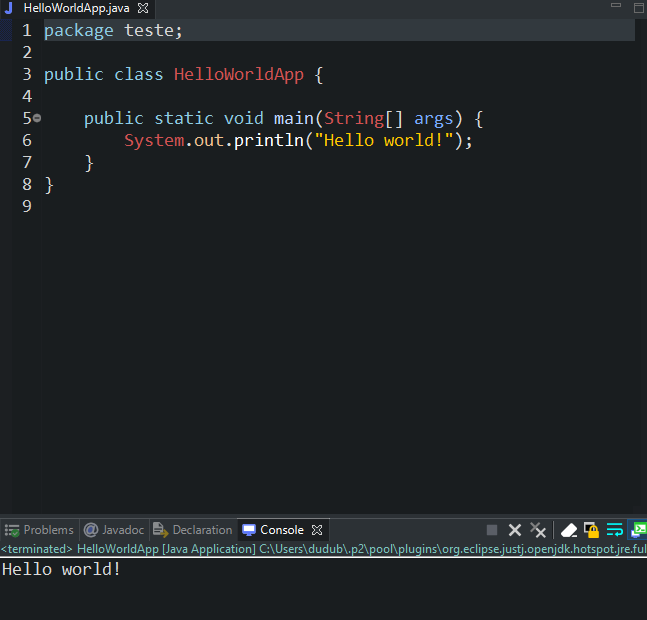 HelloWorldApp.java
1 package teste;
2
3 public class HelloWorldApp {
4
5 public static void main(String[] args) {
6 System.out.println("Hello world!");
7 }
8 }
9
Problems @ Javadoc Declaration Console
<terminated> HelloWorldApp [Java Application] C:\Users\dudub\.p2\pool\plugins\org.eclipse.justj.openjdk.hotspot.jre.ful
Hello world!